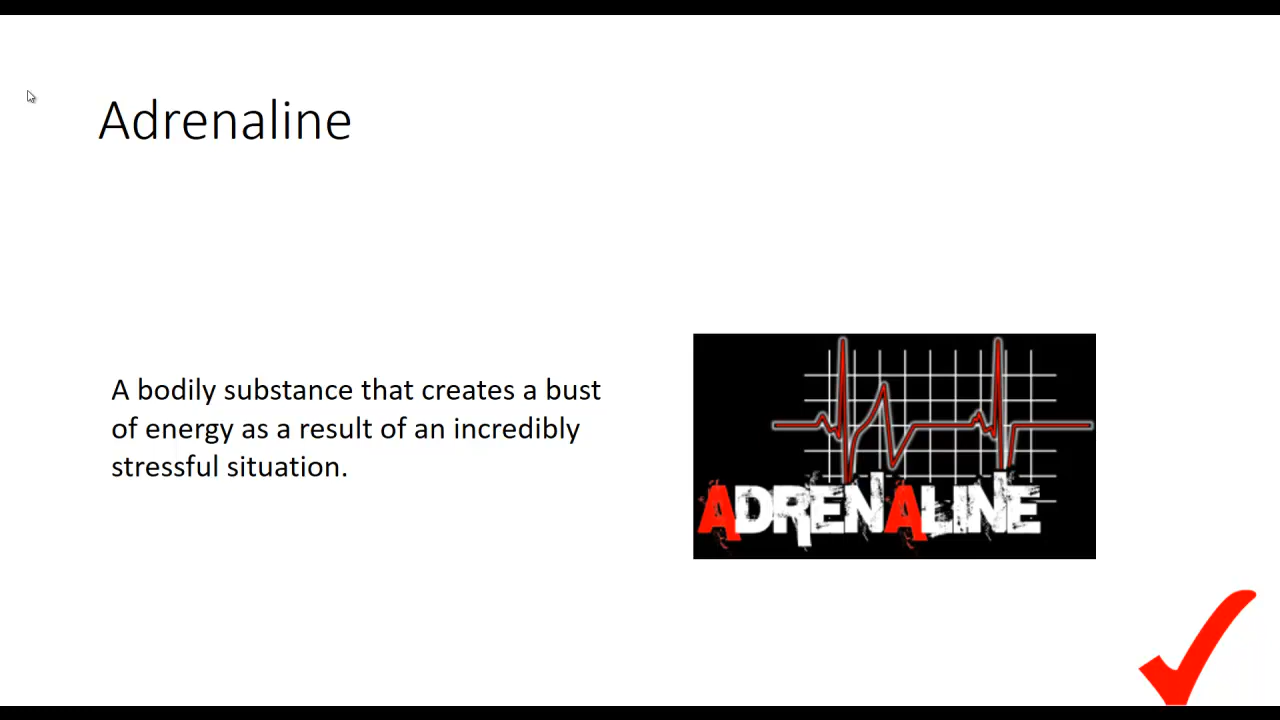 Adrenaline
A bodily substance that creates a bust
of energy as a result of an incredibly
stressful situation.
ADRENALINE